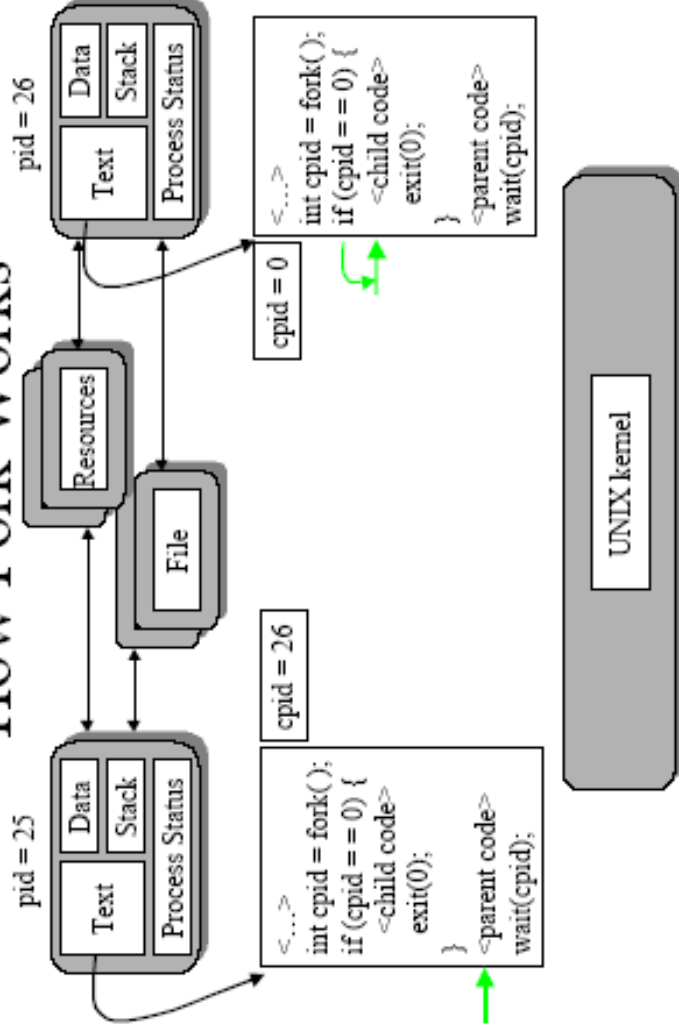 How Fork Works
pid = 25
Text
Data
Stack
Process Status
Resources
File
pid = 26
Text
Data
Stack
Process Status
cpid = 26
<...>
int cpid = fork( );
if (cpid = = 0) {
<child code>
exit(0);
}
<parent code>
wait(cpid);
cpid = 0
<...>
int cpid = fork( );
if (cpid = = 0) {
<child code>
exit(0);
}
<parent code>
wait(cpid);
UNIX kernel